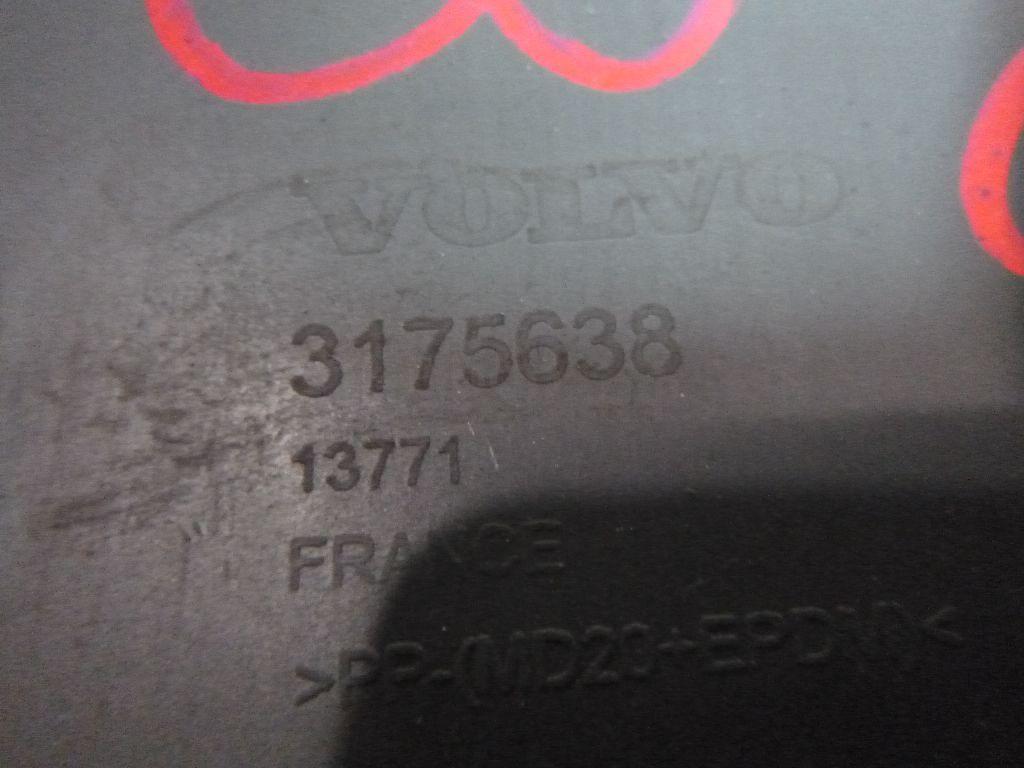 VOLVO
3175638
13771
FRANCE
>PP-(MD20+EPDM)<